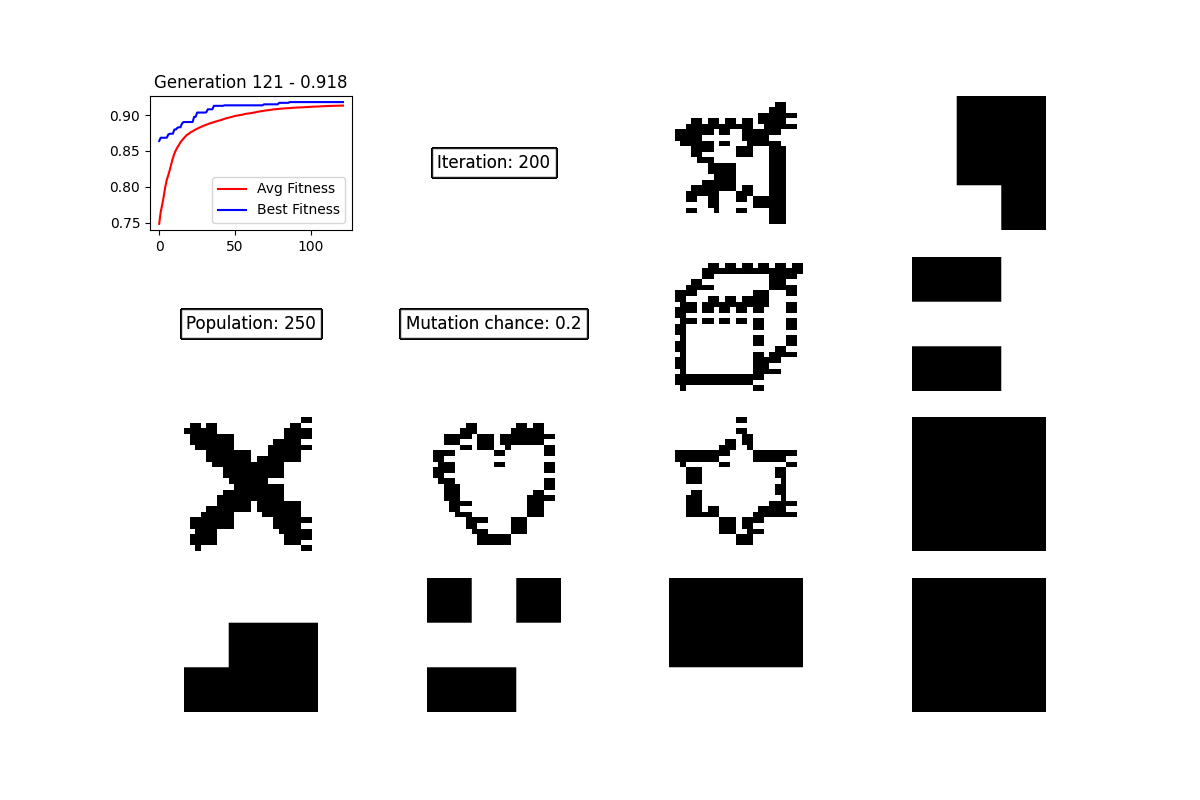 Generation 121 - 0.918
0.90
0.85
0.80
0.75
Avg Fitness
Best Fitness
0
50
100
Iteration: 200
Population: 250
Mutation chance: 0.2